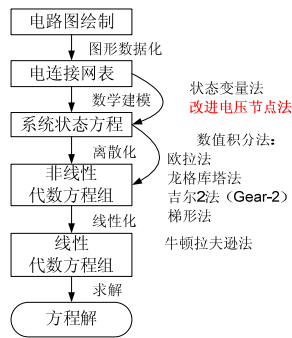 电路图绘制
图形数据化
电连接网表
数学建模
状态变量法
改进电压节点法
系统状态方程
离散化
数值积分法：
欧拉法
龙格库塔法
吉尔2法（Gear-2）
梯形法
非线性
代数方程组
线性化
牛顿拉夫逊法
线性
代数方程组
求解
方程解